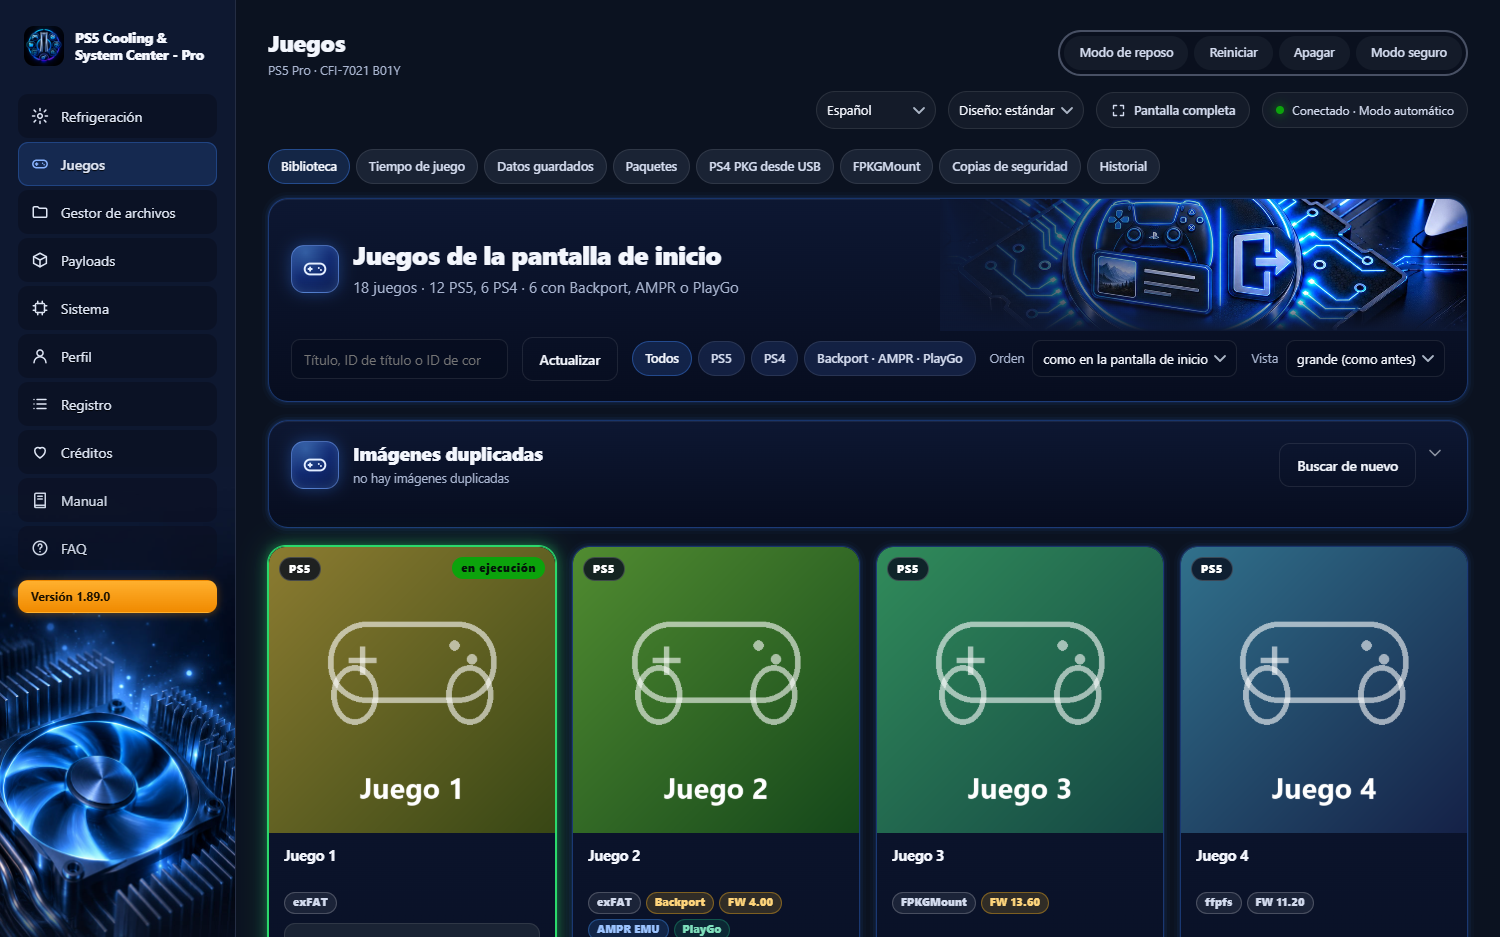 PS5 Cooling &
System Center - Pro
Refrigeración
Juegos
Gestor de archivos
Payloads
Sistema
Perfil
Registro
Créditos
Manual
FAQ
Versión 1.89.0
Juegos
PS5 Pro · CFI-7021 B01Y
Modo de reposo
Reiniciar
Apagar
Modo seguro
Español
Diseño: estándar
Pantalla completa
Conectado · Modo automático
Biblioteca
Tiempo de juego
Datos guardados
Paquetes
PS4 PKG desde USB
FPKGMount
Copias de seguridad
Historial
Juegos de la pantalla de inicio
18 juegos · 12 PS5, 6 PS4 · 6 con Backport, AMPR o PlayGo
Título, ID de título o ID de cor
Actualizar
Todos
PS5
PS4
Backport · AMPR · PlayGo
Orden
como en la pantalla de inicio
Vista
grande (como antes)
Imágenes duplicadas
no hay imágenes duplicadas
Buscar de nuevo
PS5
en ejecución
Juego 1
Juego 1
exFAT
PS5
Juego 2
Juego 2
exFAT
Backport
FW 4.00
AMPR EMU
PlayGo
PS5
Juego 3
Juego 3
FPKGMount
FW 13.60
PS5
Juego 4
Juego 4
ffpfs
FW 11.20